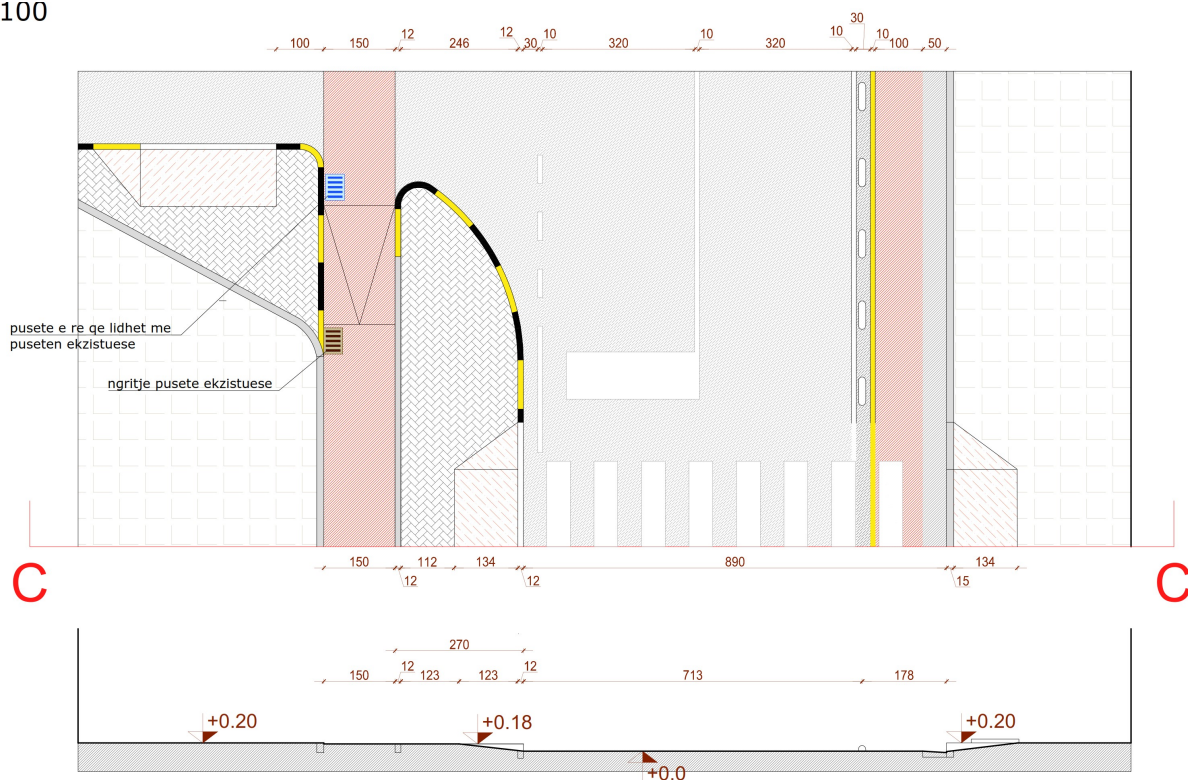 100
100 150 12 246 12 30 10 320 10 320 10 30 10 100 50
pusete e re qe lidhet me
puseten ekzistuese
ngritje pusete ekzistuese
150 12 112 134 12 890 15 134
C C
270
150 12 123 123 12 713 178
+0.20 +0.18 +0.20
+0.0